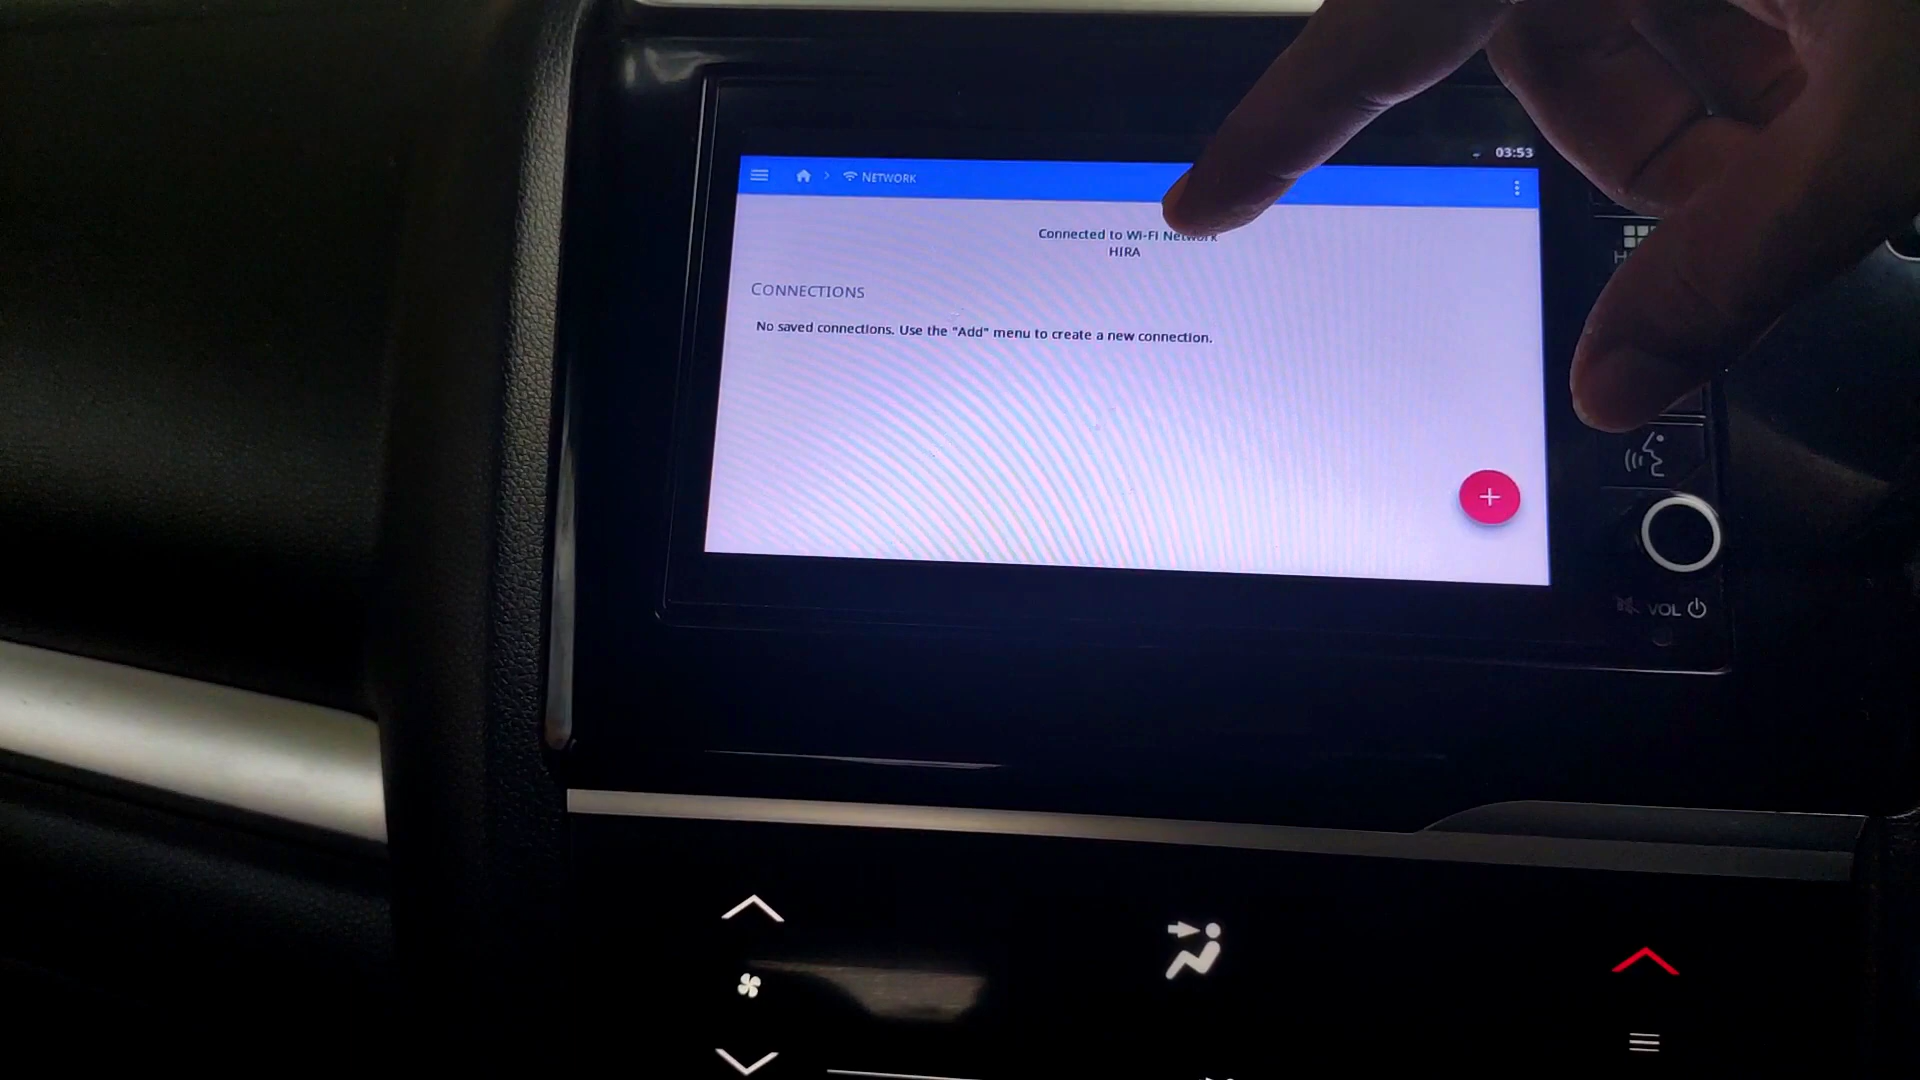 03:53
NETWORK
Connected to Wi-Fi Network
HIRA
CONNECTIONS
No saved connections. Use the "Add" menu to create a new connection.
VOL